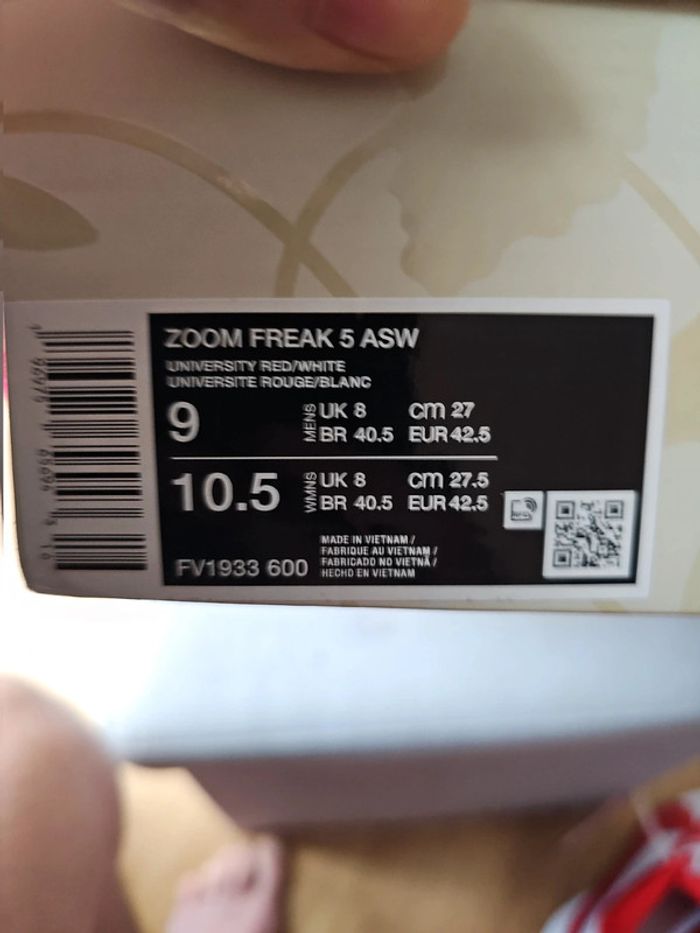 ZOOM FREAK 5 ASW
UNIVERSITY RED/WHITE
UNIVERSITE ROUGE/BLANC
9
MENS
UK 8 cm 27
BR 40.5 EUR 42.5
10.5
WMNS
UK 8 cm 27.5
BR 40.5 EUR 42.5
FV1933 600
MADE IN VIETNAM /
FABRIQUE AU VIETNAM /
FABRICADO NO VIETNÃ /
HECHO EN VIETNAM